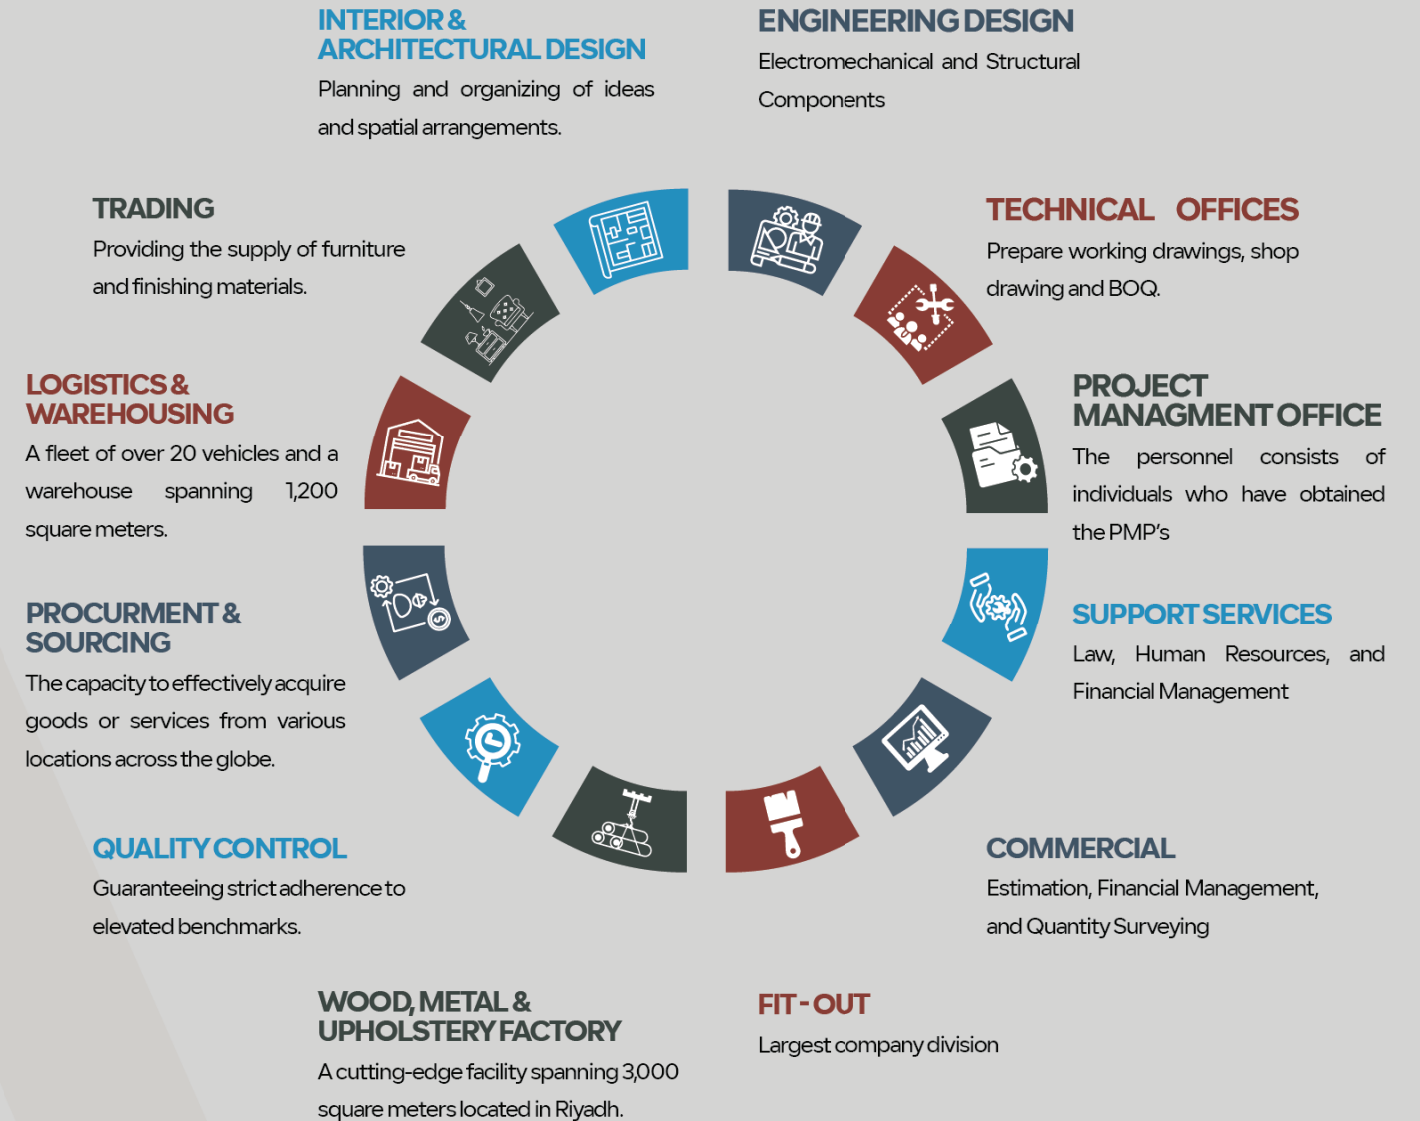 INTERIOR &
ARCHITECTURAL DESIGN
Planning and organizing of ideas
and spatial arrangements.
ENGINEERING DESIGN
Electromechanical and Structural
Components
TECHNICAL OFFICES
Prepare working drawings, shop
drawing and BOQ.
PROJECT
MANAGMENT OFFICE
The personnel consists of
individuals who have obtained
the PMP's
SUPPORT SERVICES
Law, Human Resources, and
Financial Management
COMMERCIAL
Estimation, Financial Management,
and Quantity Surveying
FIT - OUT
Largest company division
WOOD, METAL &
UPHOLSTERY FACTORY
A cutting-edge facility spanning 3,000
square meters located in Riyadh.
QUALITY CONTROL
Guaranteeing strict adherence to
elevated benchmarks.
PROCURMENT &
SOURCING
The capacity to effectively acquire
goods or services from various
locations across the globe.
LOGISTICS &
WAREHOUSING
A fleet of over 20 vehicles and a
warehouse spanning 1,200
square meters.
TRADING
Providing the supply of furniture
and finishing materials.